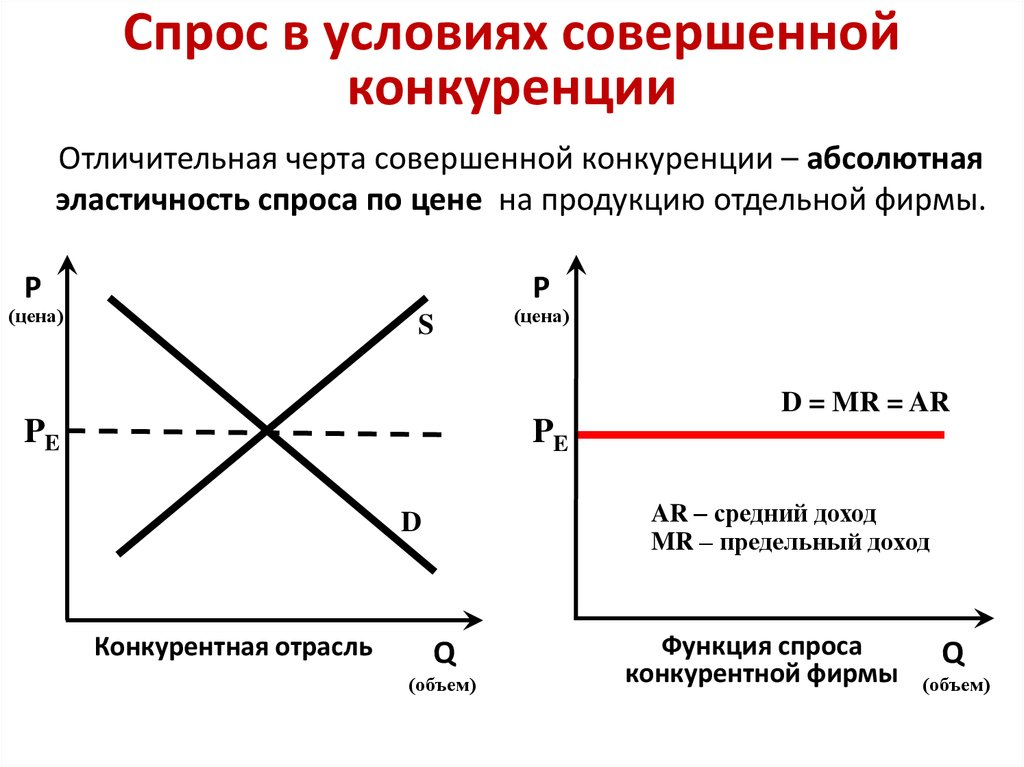 Спрос в условиях совершенной
конкуренции
Отличительная черта совершенной конкуренции – абсолютная
эластичность спроса по цене на продукцию отдельной фирмы.
P
(цена)
S
PE
D
Конкурентная отрасль
Q
(объем)
P
(цена)
D = MR = AR
PE
AR – средний доход
MR – предельный доход
Функция спроса
конкурентной фирмы
Q
(объем)